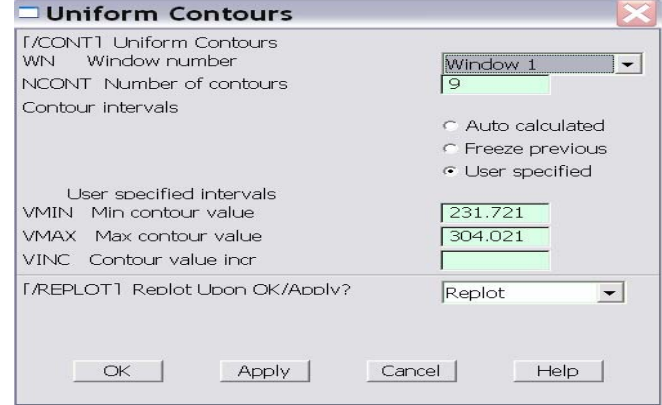 Uniform Contours
[/CONT] Uniform Contours
WN Window number Window 1
NCONT Number of contours 9
Contour intervals
Auto calculated
Freeze previous
User specified
User specified intervals
VMIN Min contour value 231.721
VMAX Max contour value 304.021
VINC Contour value incr
[/REPLOT] Replot Upon OK/Apply? Replot
OK Apply Cancel Help